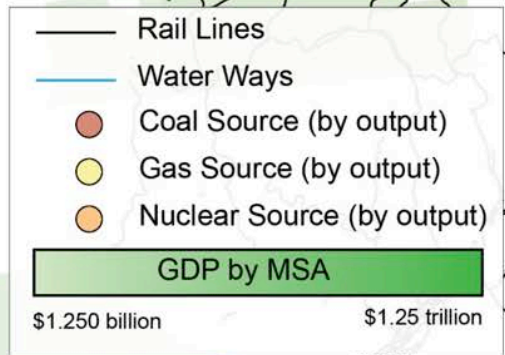 Rail Lines
Water Ways
Coal Source (by output)
Gas Source (by output)
Nuclear Source (by output)
GDP by MSA
$1.250 billion $1.25 trillion